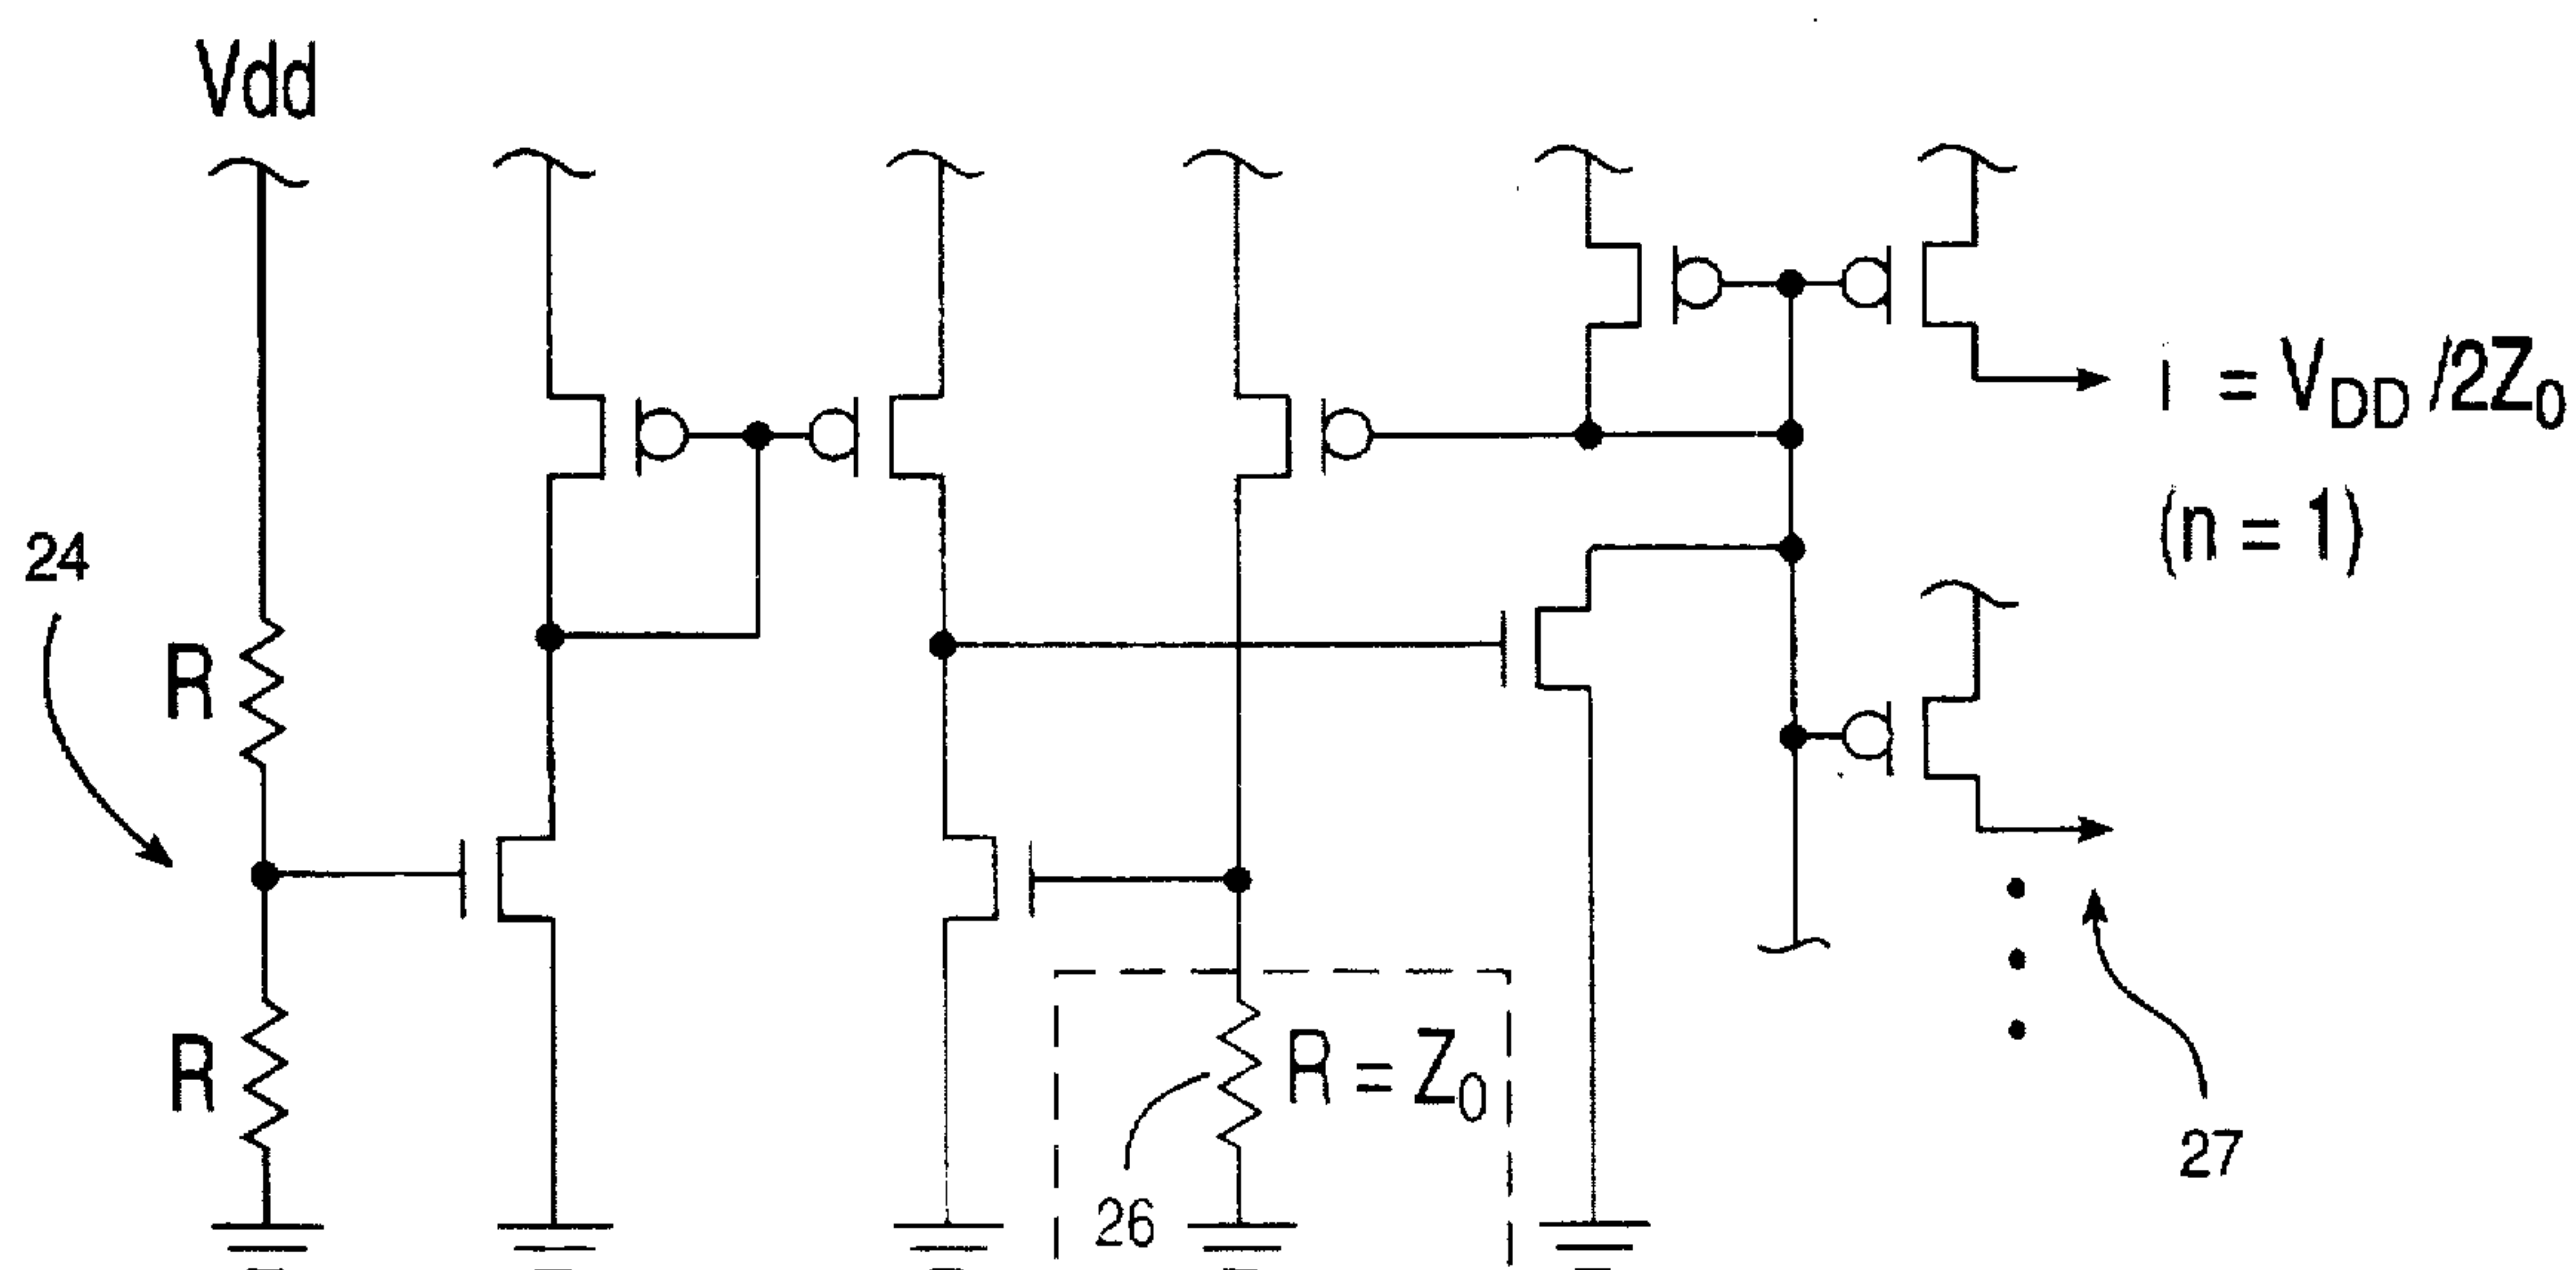 Vdd
i = V_DD /2Z_0
(n = 1)
24
R
R
R = Z_0
26
27